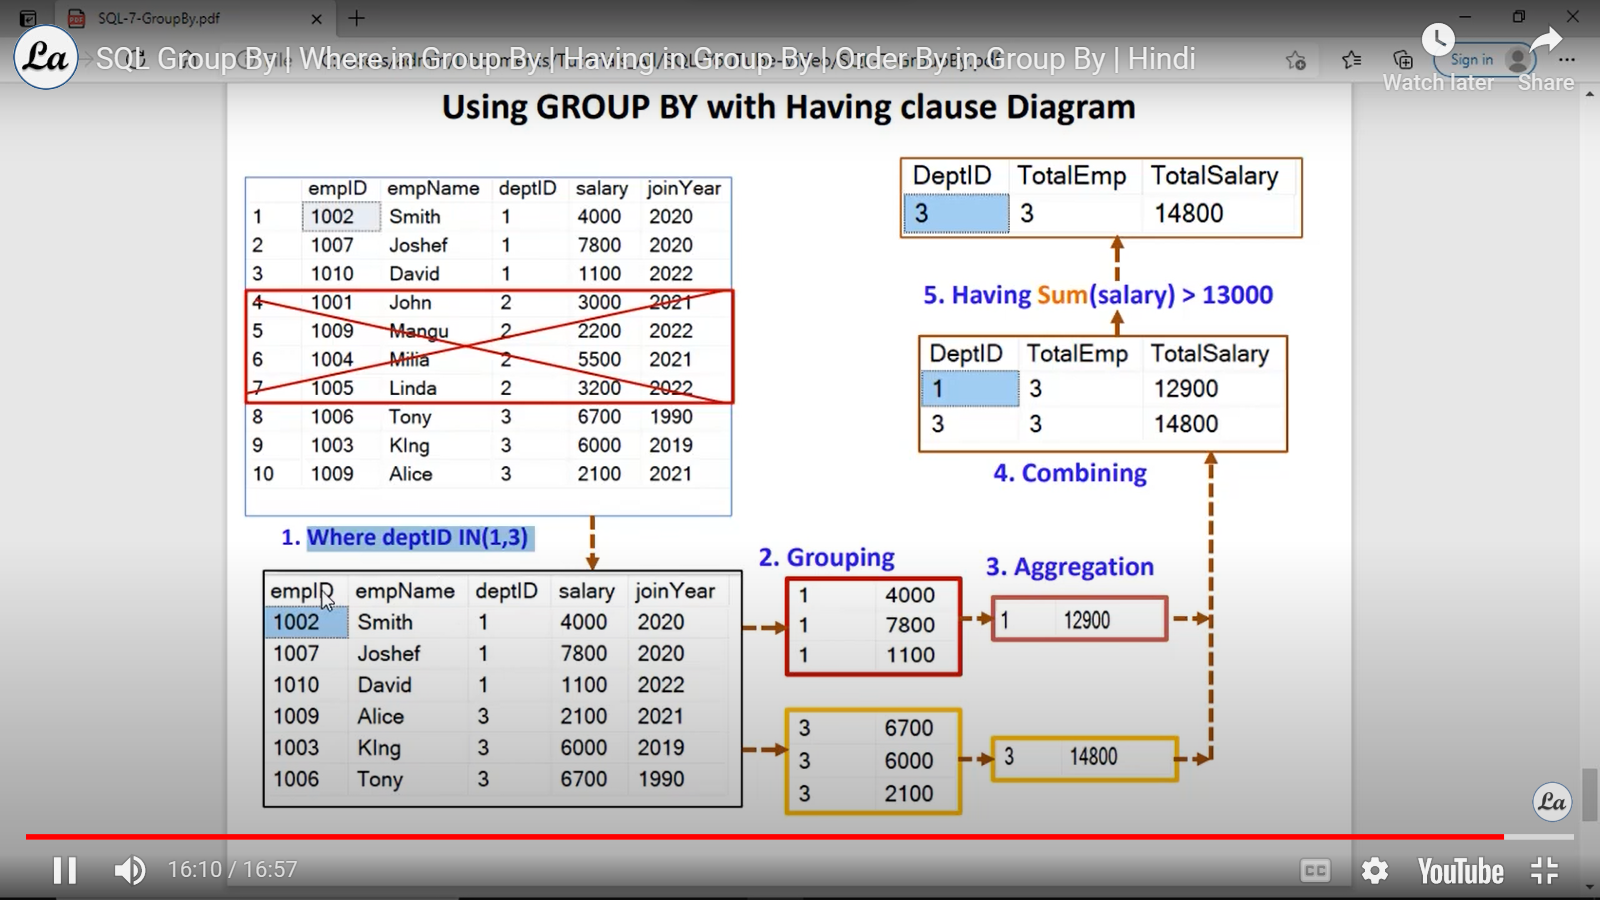 SQL-7-GroupBy.pdf
La SQL Group By | Where in Group By | Having in Group By | Order By in Group By | Hindi
Sign in
Watch later Share
Using GROUP BY with Having clause Diagram
empID empName deptID salary joinYear
1 1002 Smith 1 4000 2020
2 1007 Joshef 1 7800 2020
3 1010 David 1 1100 2022
4 1001 John 2 3000 2021
5 1009 Mangu 2 2200 2022
6 1004 Milia 2 5500 2021
7 1005 Linda 2 3200 2022
8 1006 Tony 3 6700 1990
9 1003 KIng 3 6000 2019
10 1009 Alice 3 2100 2021
1. Where deptID IN(1,3)
empID empName deptID salary joinYear
1002 Smith 1 4000 2020
1007 Joshef 1 7800 2020
1010 David 1 1100 2022
1009 Alice 3 2100 2021
1003 KIng 3 6000 2019
1006 Tony 3 6700 1990
2. Grouping
1 4000
1 7800
1 1100
3 6700
3 6000
3 2100
3. Aggregation
1 12900
3 14800
4. Combining
DeptID TotalEmp TotalSalary
1 3 12900
3 3 14800
5. Having Sum(salary) > 13000
DeptID TotalEmp TotalSalary
3 3 14800
La
16:10 / 16:57
CC
YouTube